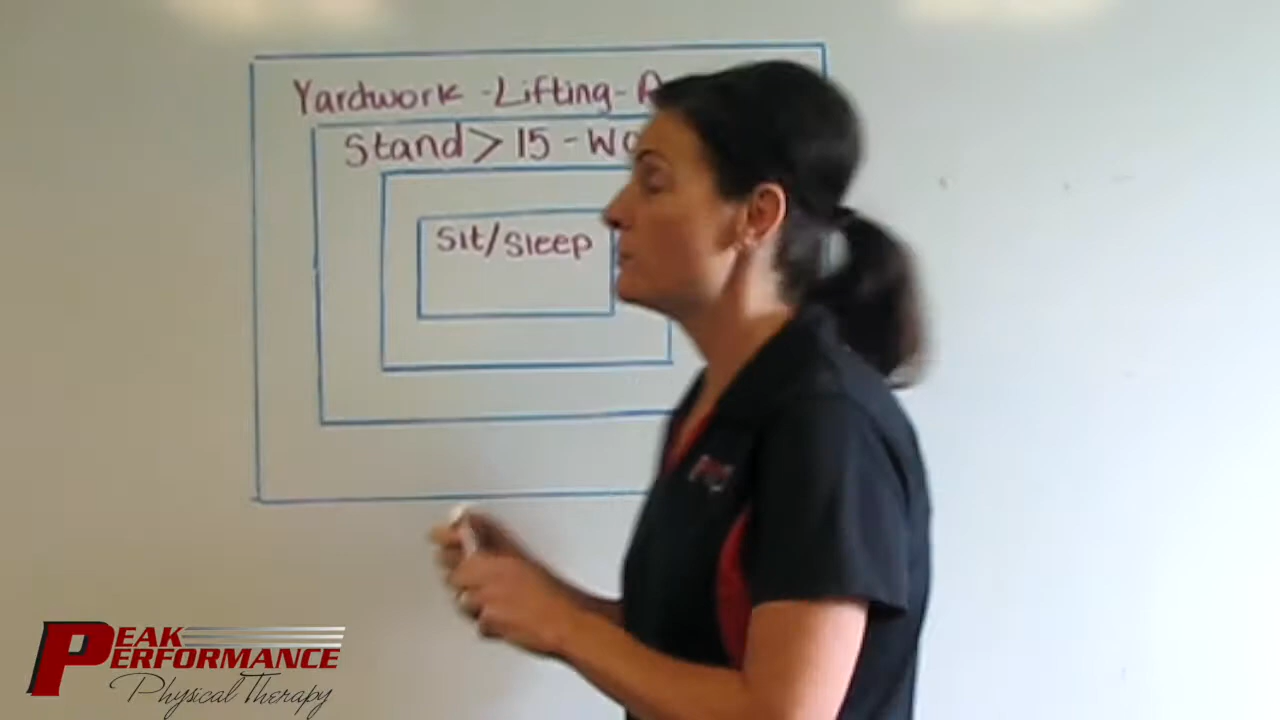 Yardwork - Lifting -
Stand > 15 -
Sit/Sleep
PEAK
PERFORMANCE
Physical Therapy